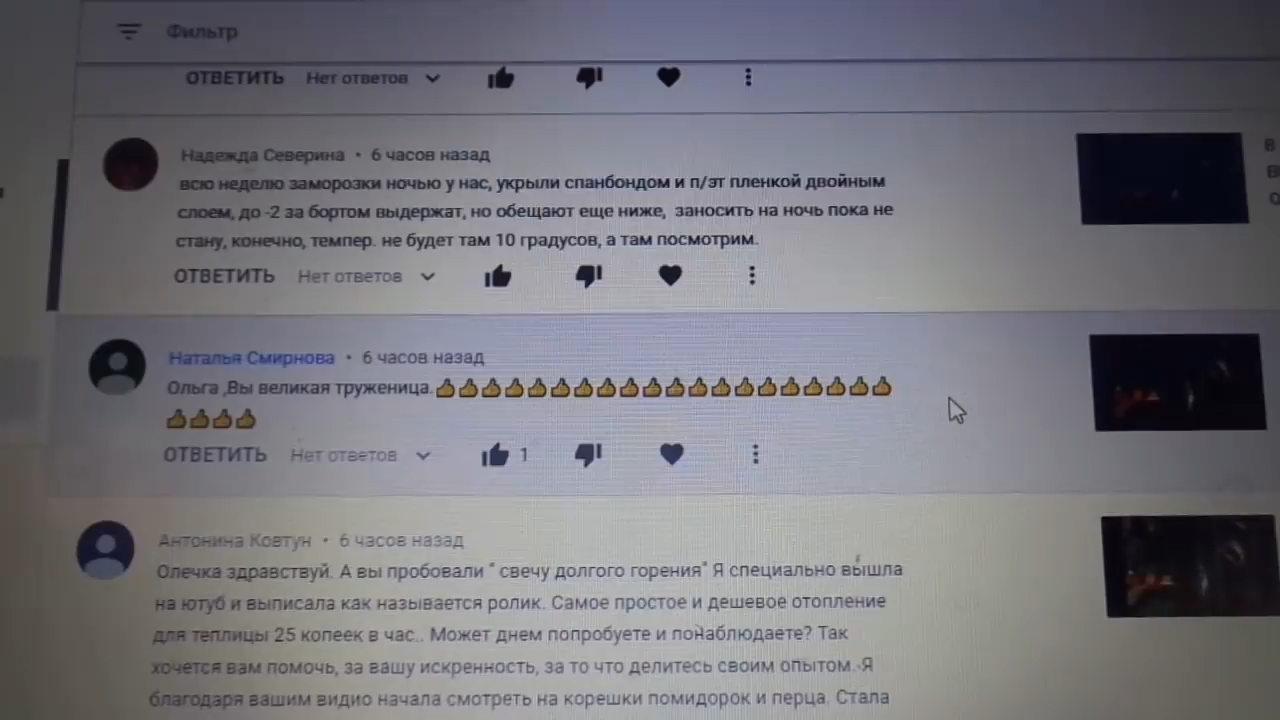 Фильтр
ОТВЕТИТЬ Нет ответов
Надежда Северина • 6 часов назад
всю неделю заморозки ночью у нас, укрыли спанбондом и п/эт пленкой двойным
слоем, до -2 за бортом выдержат, но обещают еще ниже, заносить на ночь пока не
стану, конечно, темпер. не будет там 10 градусов, а там посмотрим.
ОТВЕТИТЬ Нет ответов
Наталья Смирнова • 6 часов назад
Ольга ,Вы великая труженица.👍👍👍👍👍👍👍👍👍👍👍👍👍👍👍👍👍👍👍👍
👍👍👍👍
ОТВЕТИТЬ Нет ответов 1
Антонина Ковтун • 6 часов назад
Олечка здравствуй. А вы пробовали " свечу долгого горения" Я специально вышла
на ютуб и выписала как называется ролик. Самое простое и дешевое отопление
для теплицы 25 копеек в час.. Может днем попробуете и понаблюдаете? Так
хочется вам помочь, за вашу искренность, за то что делитесь своим опытом. Я
благодаря вашим видио начала смотреть на корешки помидорок и перца. Стала